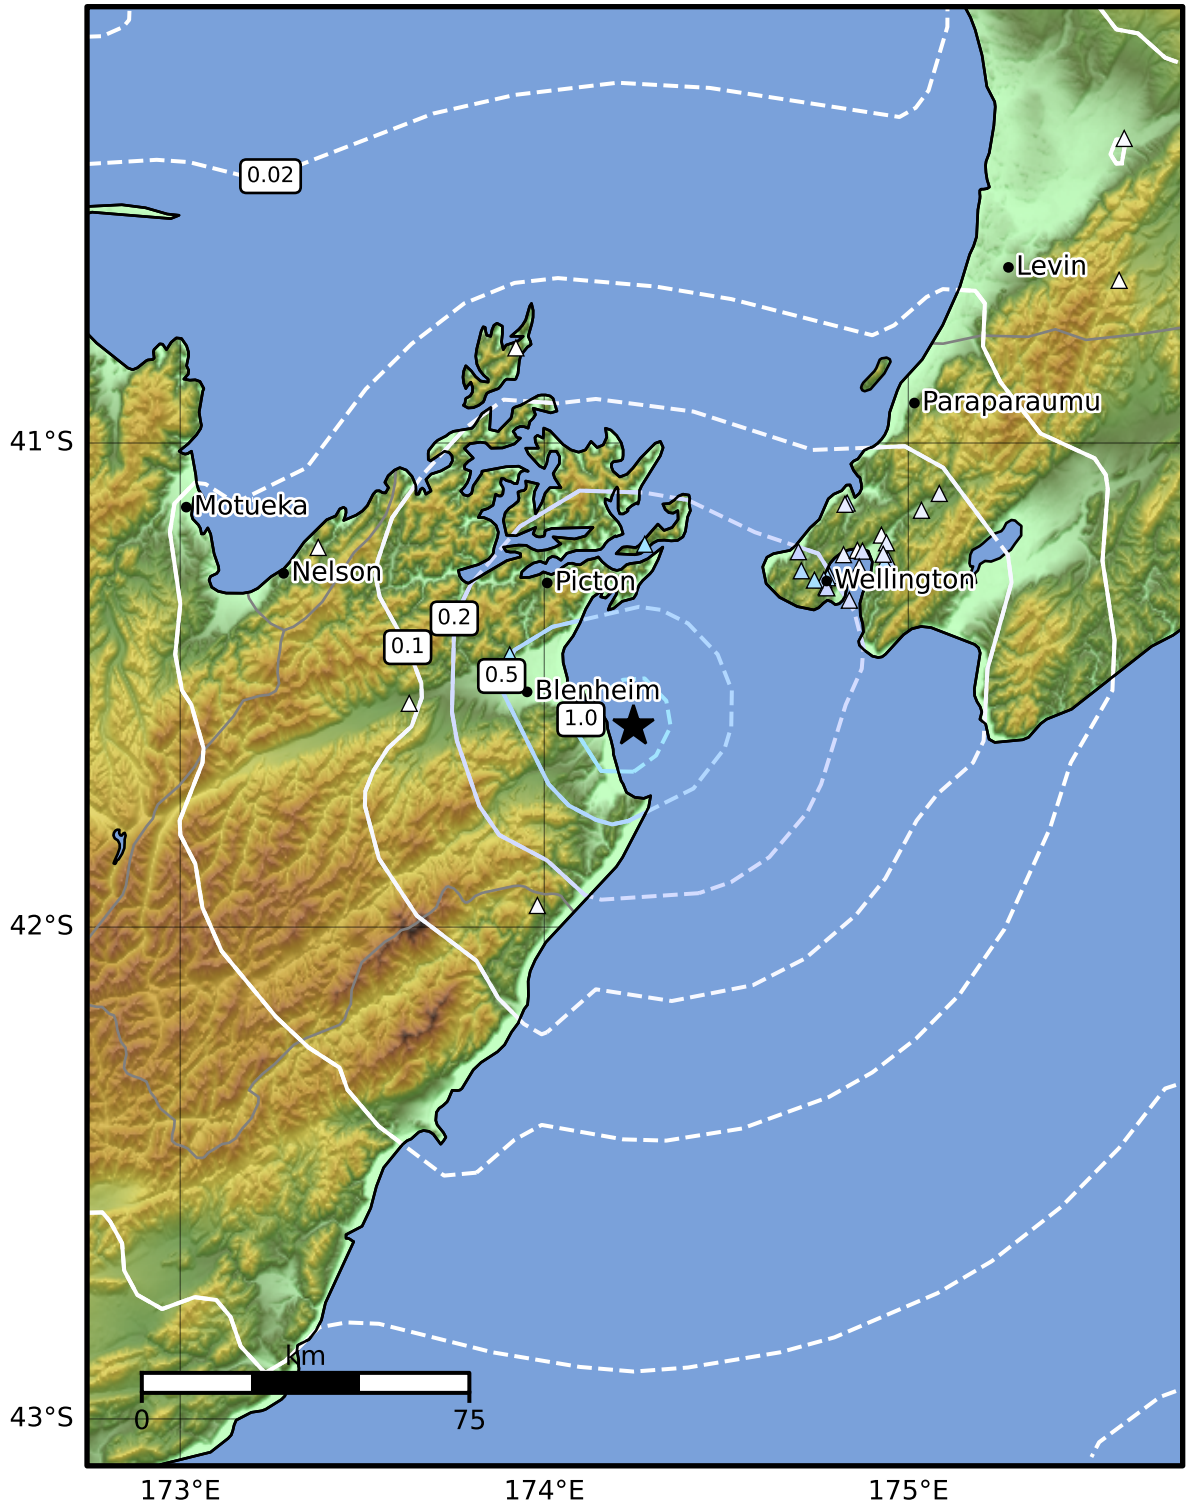 0.02
Levin
Paraparaumu
41°S
Motueka
Nelson
Picton
Wellington
0.2
0.1
0.5
Blenheim
1.0
42°S
km
0
75
43°S
173°E
174°E
175°E